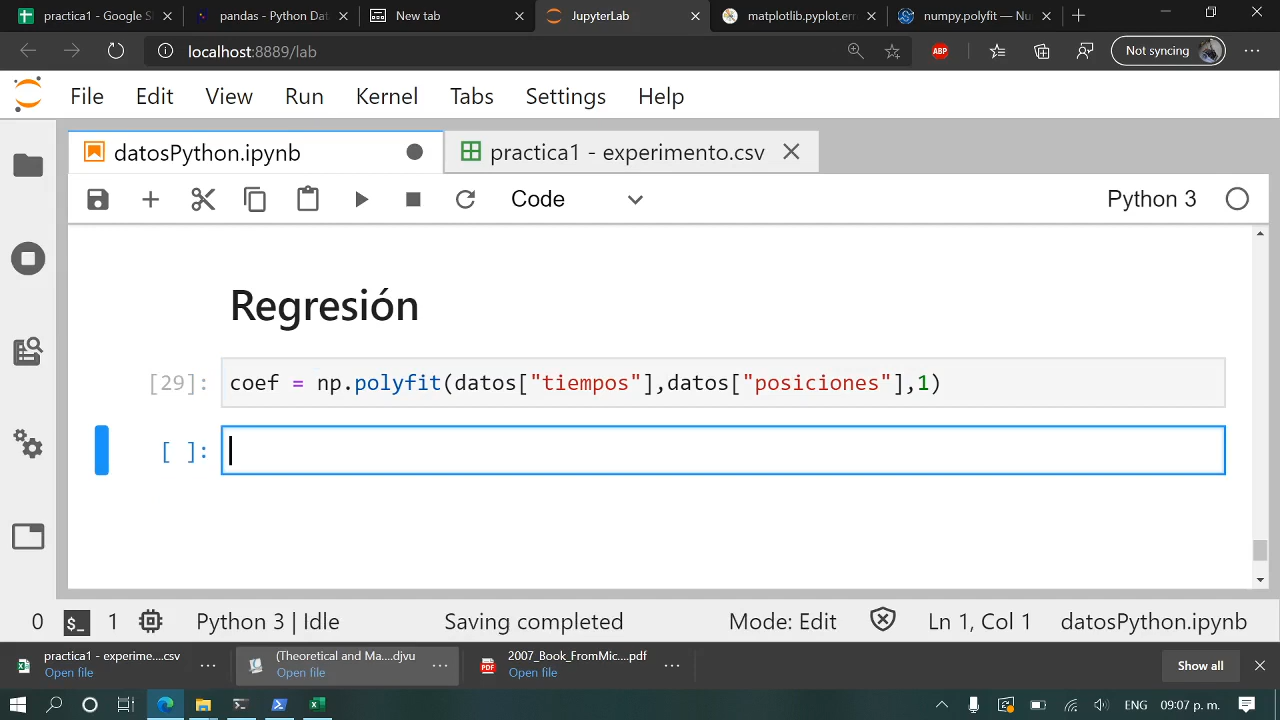 practica1 - Google S
pandas - Python Dat
New tab
JupyterLab
matplotlib.pyplot.err
numpy.polyfit — Nu
localhost:8889/lab
ABP
Not syncing
File Edit View Run Kernel Tabs Settings Help
datosPython.ipynb
practica1 - experimento.csv
Code
Python 3
Regresión
[29]: coef = np.polyfit(datos["tiempos"],datos["posiciones"],1)
[ ]:
0 $_ 1 Python 3 | Idle Saving completed Mode: Edit Ln 1, Col 1 datosPython.ipynb
practica1 - experime....csv
Open file
(Theoretical and Ma....djvu
Open file
PDF
2007_Book_FromMic....pdf
Open file
Show all
ENG 09:07 p. m.